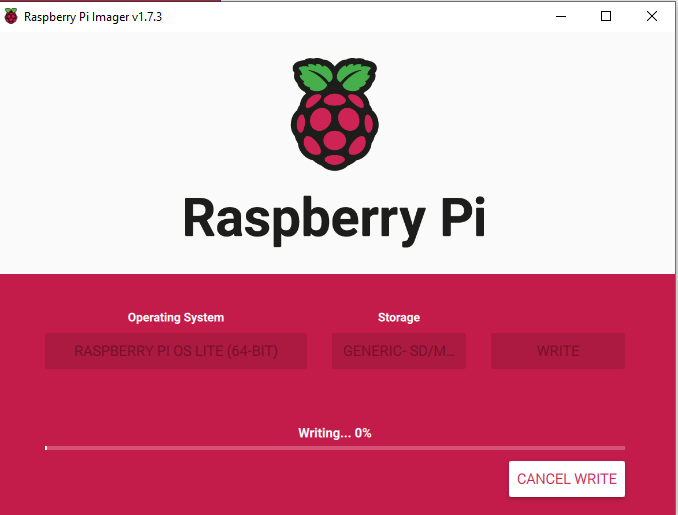 Raspberry Pi Imager v1.7.3
Raspberry Pi
Operating System
Storage
RASPBERRY PI OS LITE (64-BIT)
GENERIC- SD/M...
WRITE
Writing... 0%
CANCEL WRITE